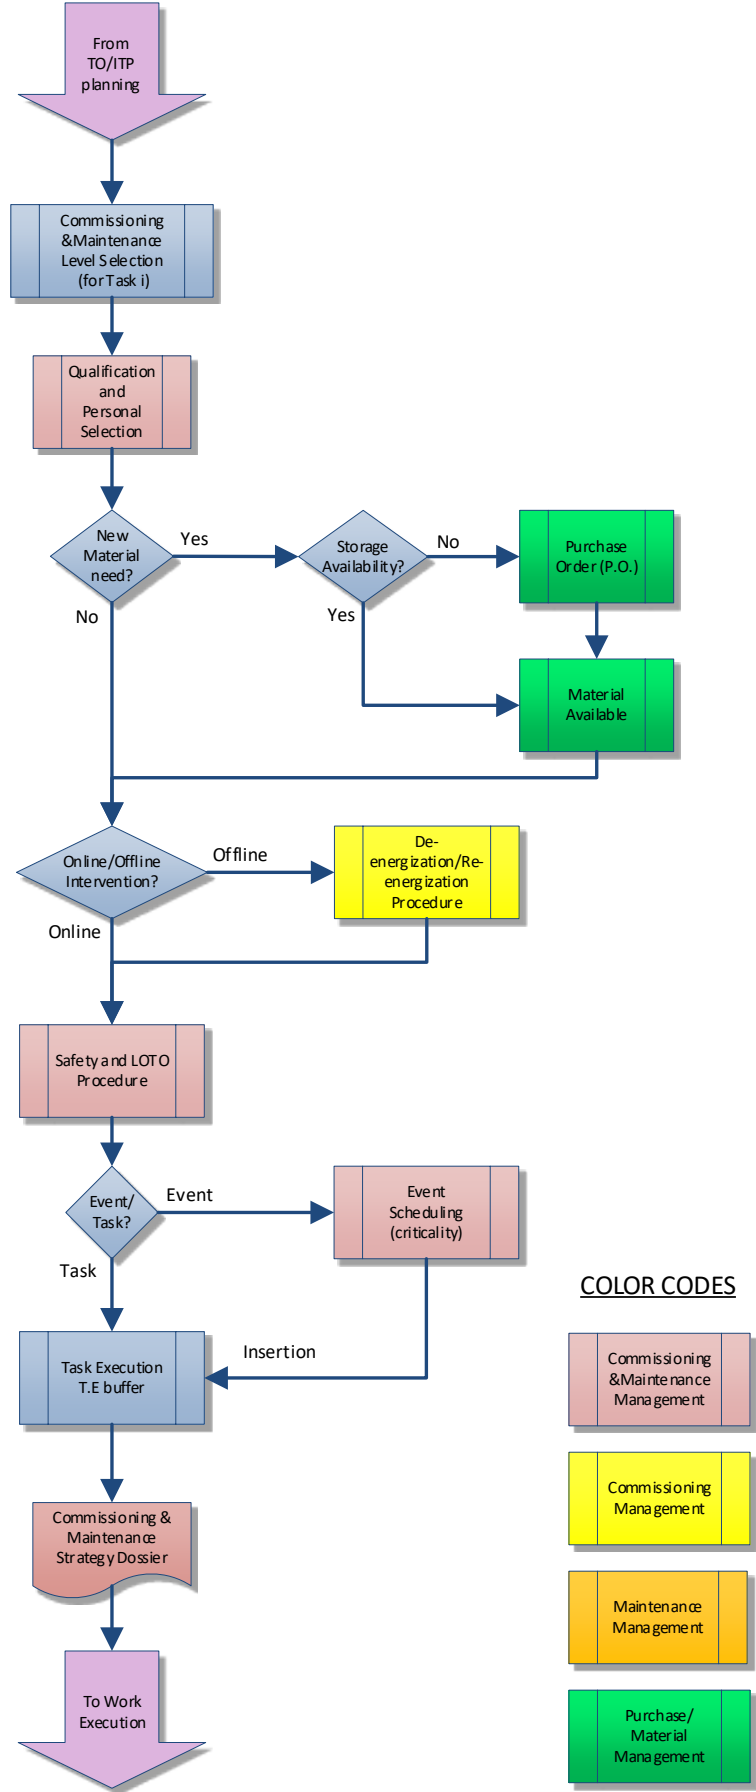 From
TO/ITP
planning
Commissioning
&Maintenance
Level Selection
(for Task i)
Qualification
and
Personal
Selection
New
Material
need?
Yes
Storage
Availability?
No
Purchase
Order (P.O.)
No
Yes
Material
Available
Online/Offline
Intervention?
Offline
De-
energization/Re-
energization
Procedure
Online
Safety and LOTO
Procedure
Event/
Task?
Event
Event
Scheduling
(criticality)
Task
Insertion
Task Execution
T.E buffer
Commissioning &
Maintenance
Strategy Dossier
To Work
Execution
COLOR CODES
Commissioning
&Maintenance
Management
Commissioning
Management
Maintenance
Management
Purchase/
Material
Management